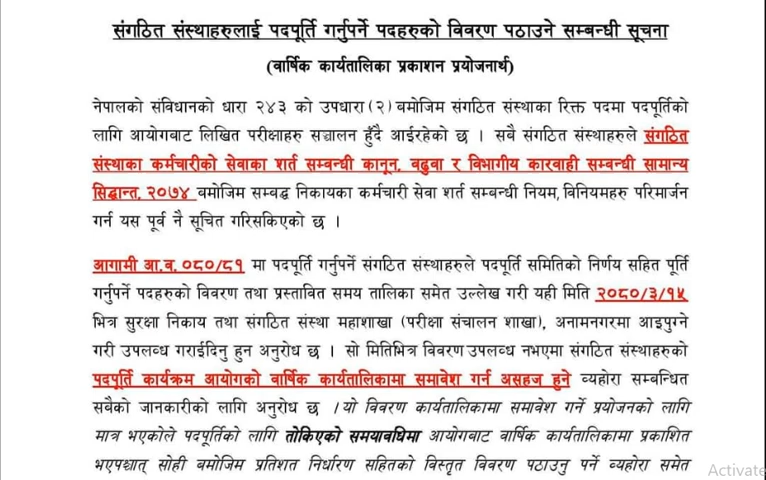 संगठित संस्थाहरुलाई पदपूर्ति गर्नुपर्ने पदहरुको विवरण पठाउने सम्बन्धी सूचना
(वार्षिक कार्यतालिका प्रकाशन प्रयोजनार्थ)
नेपालको संविधानको धारा २४३ को उपधारा (२) बमोजिम संगठित संस्थाका रिक्त पदमा पदपूर्तिको
लागि आयोगबाट लिखित परीक्षाहरु सञ्चालन हुँदै आईरहेको छ । सबै संगठित संस्थाहरुले संगठित
संस्थाका कर्मचारीको सेवाका शर्त सम्बन्धी कानून, बढुवा र विभागीय कारवाही सम्बन्धी सामान्य
सिद्धान्त, २०७४ बमोजिम सम्बद्ध निकायका कर्मचारी सेवा शर्त सम्बन्धी नियम, विनियमहरु परिमार्जन
गर्न यस पूर्व नै सूचित गरिसकिएको छ ।
आगामी आ.व. ०८०/८१ मा पदपूर्ति गर्नुपर्ने संगठित संस्थाहरुले पदपूर्ति समितिको निर्णय सहित पूर्ति
गर्नुपर्ने पदहरुको विवरण तथा प्रस्तावित समय तालिका समेत उल्लेख गरी यही मिति २०८०/३/१५
भित्र सुरक्षा निकाय तथा संगठित संस्था महाशाखा (परीक्षा संचालन शाखा), अनामनगरमा आइपुग्ने
गरी उपलब्ध गराईदिनु हुन अनुरोध छ । सो मितिभित्र विवरण उपलब्ध नभएमा संगठित संस्थाहरुको
पदपूर्ति कार्यक्रम आयोगको वार्षिक कार्यतालिकामा समावेश गर्न असहज हुने व्यहोरा सम्बन्धित
सबैको जानकारीको लागि अनुरोध छ । यो विवरण कार्यतालिकामा समावेश गर्ने प्रयोजनको लागि
मात्र भएकोले पदपूर्तिको लागि तोकिएको समयावधिमा आयोगबाट वार्षिक कार्यतालिकामा प्रकाशित
भएपश्चात् सोही बमोजिम प्रतिशत निर्धारण सहितको विस्तृत विवरण पठाउनु पर्ने व्यहोरा समेत
Activate